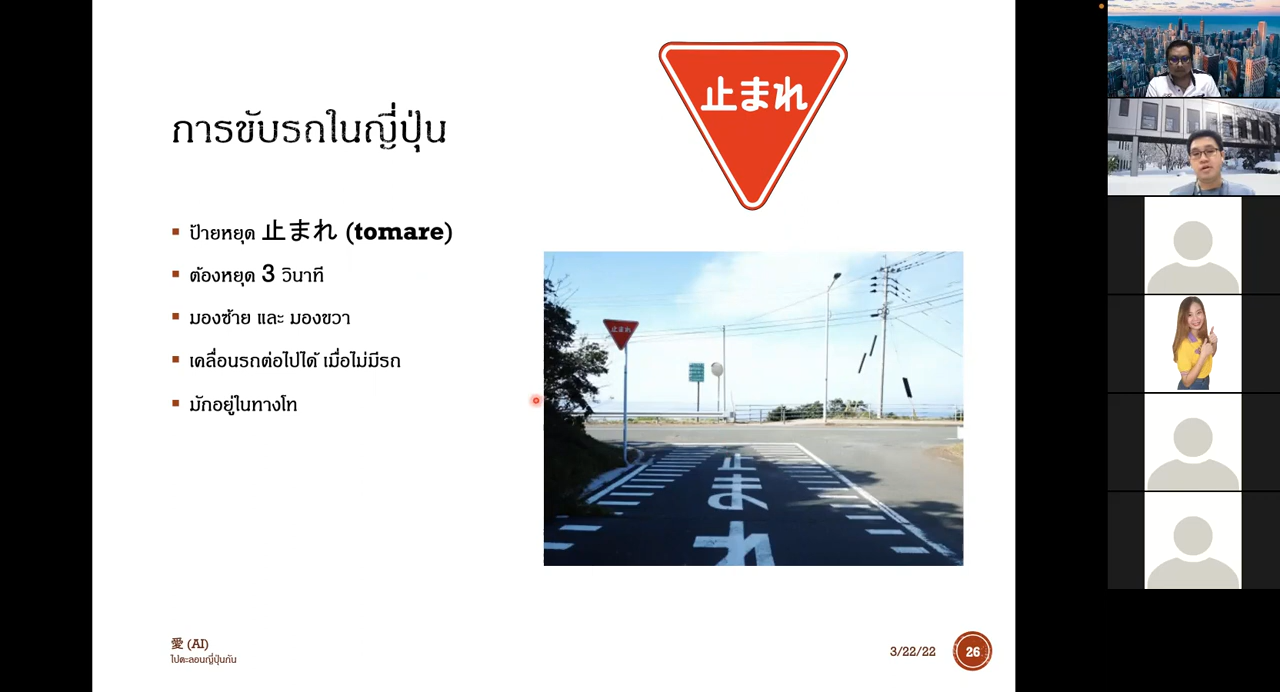 การขับรถในญี่ปุ่น
止まれ
ป้ายหยุด 止まれ (tomare)
ต้องหยุด 3 วินาที
มองซ้าย และ มองขวา
เคลื่อนรถต่อไปได้ เมื่อไม่มีรถ
มักอยู่ในทางโท
止まれ
止まれ
愛 (AI)
ไปตะลอนญี่ปุ่นกัน
3/22/22
26